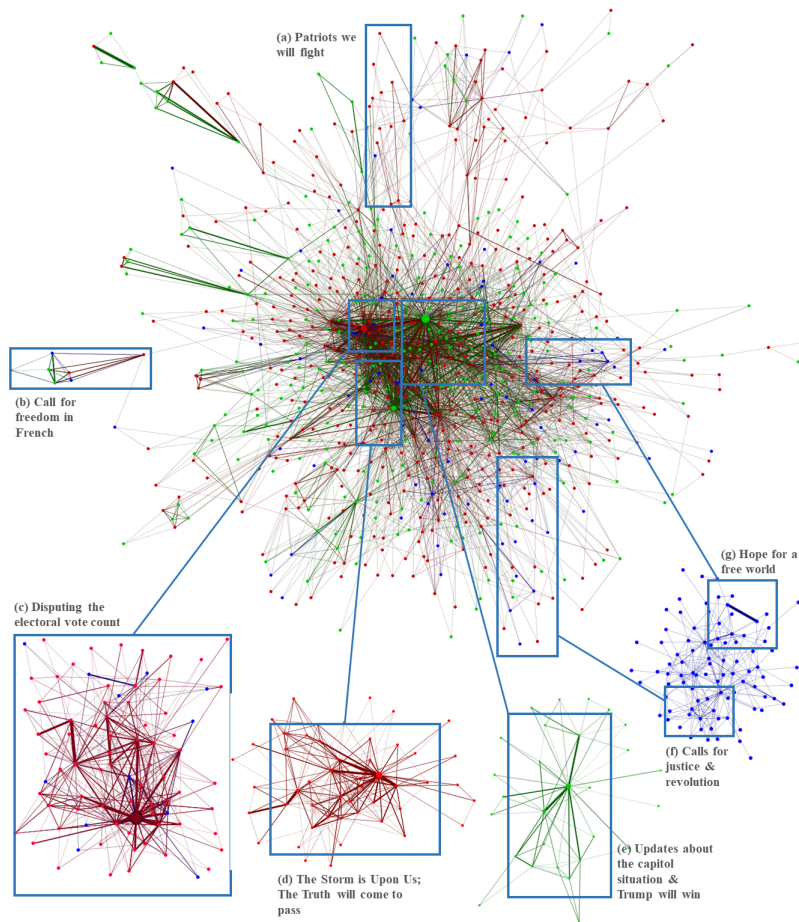 (a) Patriots we
will fight
(b) Call for
freedom in
French
(c) Disputing the
electoral vote count
(g) Hope for a
free world
(f) Calls for
justice &
revolution
(d) The Storm is Upon Us;
The Truth will come to
pass
(e) Updates about
the capitol
situation &
Trump will win